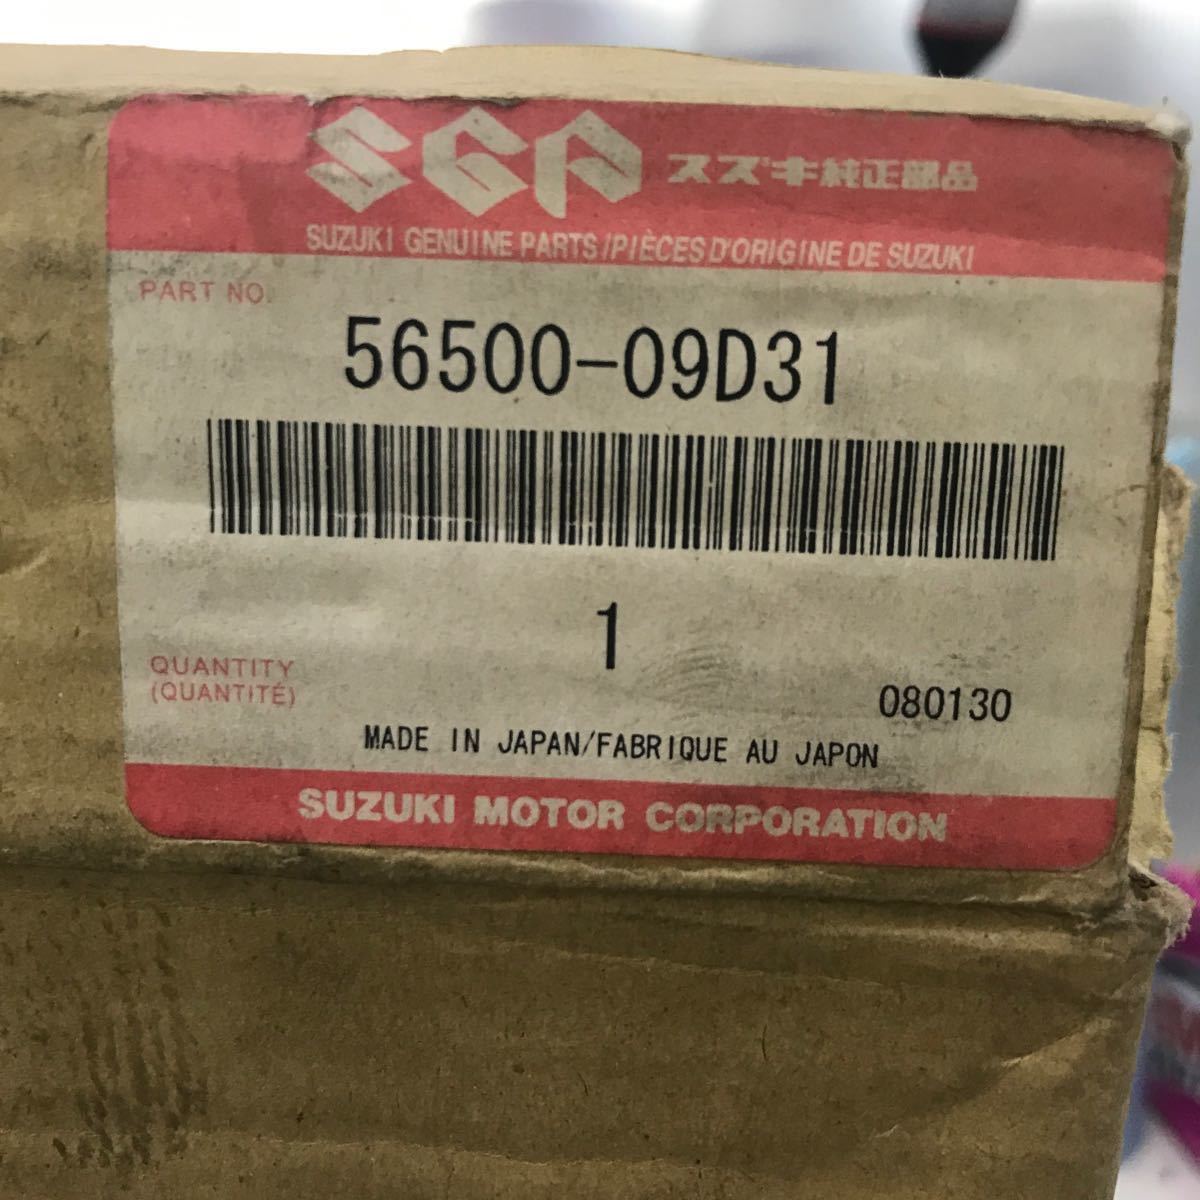 SGP スズキ純正部品
SUZUKI GENUINE PARTS/PIÈCES D'ORIGINE DE SUZUKI
PART NO.
56500-09D31
1
QUANTITY
(QUANTITÉ)
080130
MADE IN JAPAN/FABRIQUE AU JAPON
SUZUKI MOTOR CORPORATION